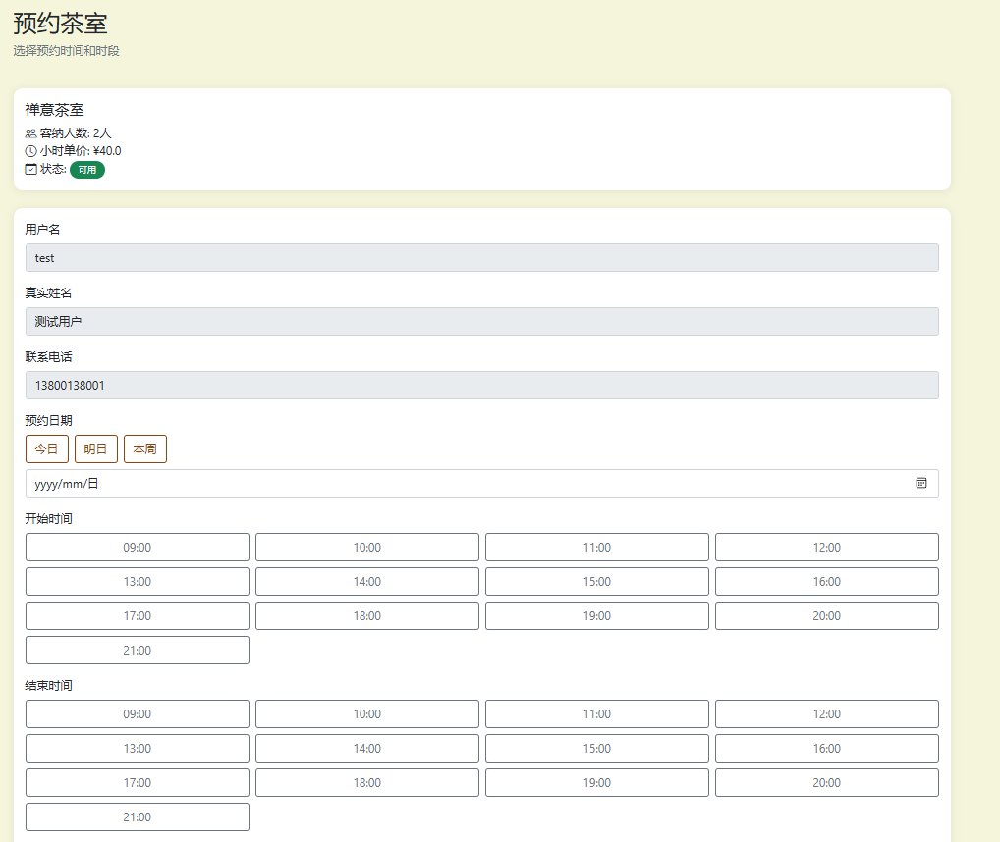 预约茶室
选择预约时间和时段
禅意茶室
容纳人数: 2人
小时单价: ¥40.0
状态: 可用
用户名
test
真实姓名
测试用户
联系电话
13800138001
预约日期
今日 明日 本周
yyyy/mm/日
开始时间
09:00 10:00 11:00 12:00
13:00 14:00 15:00 16:00
17:00 18:00 19:00 20:00
21:00
结束时间
09:00 10:00 11:00 12:00
13:00 14:00 15:00 16:00
17:00 18:00 19:00 20:00
21:00